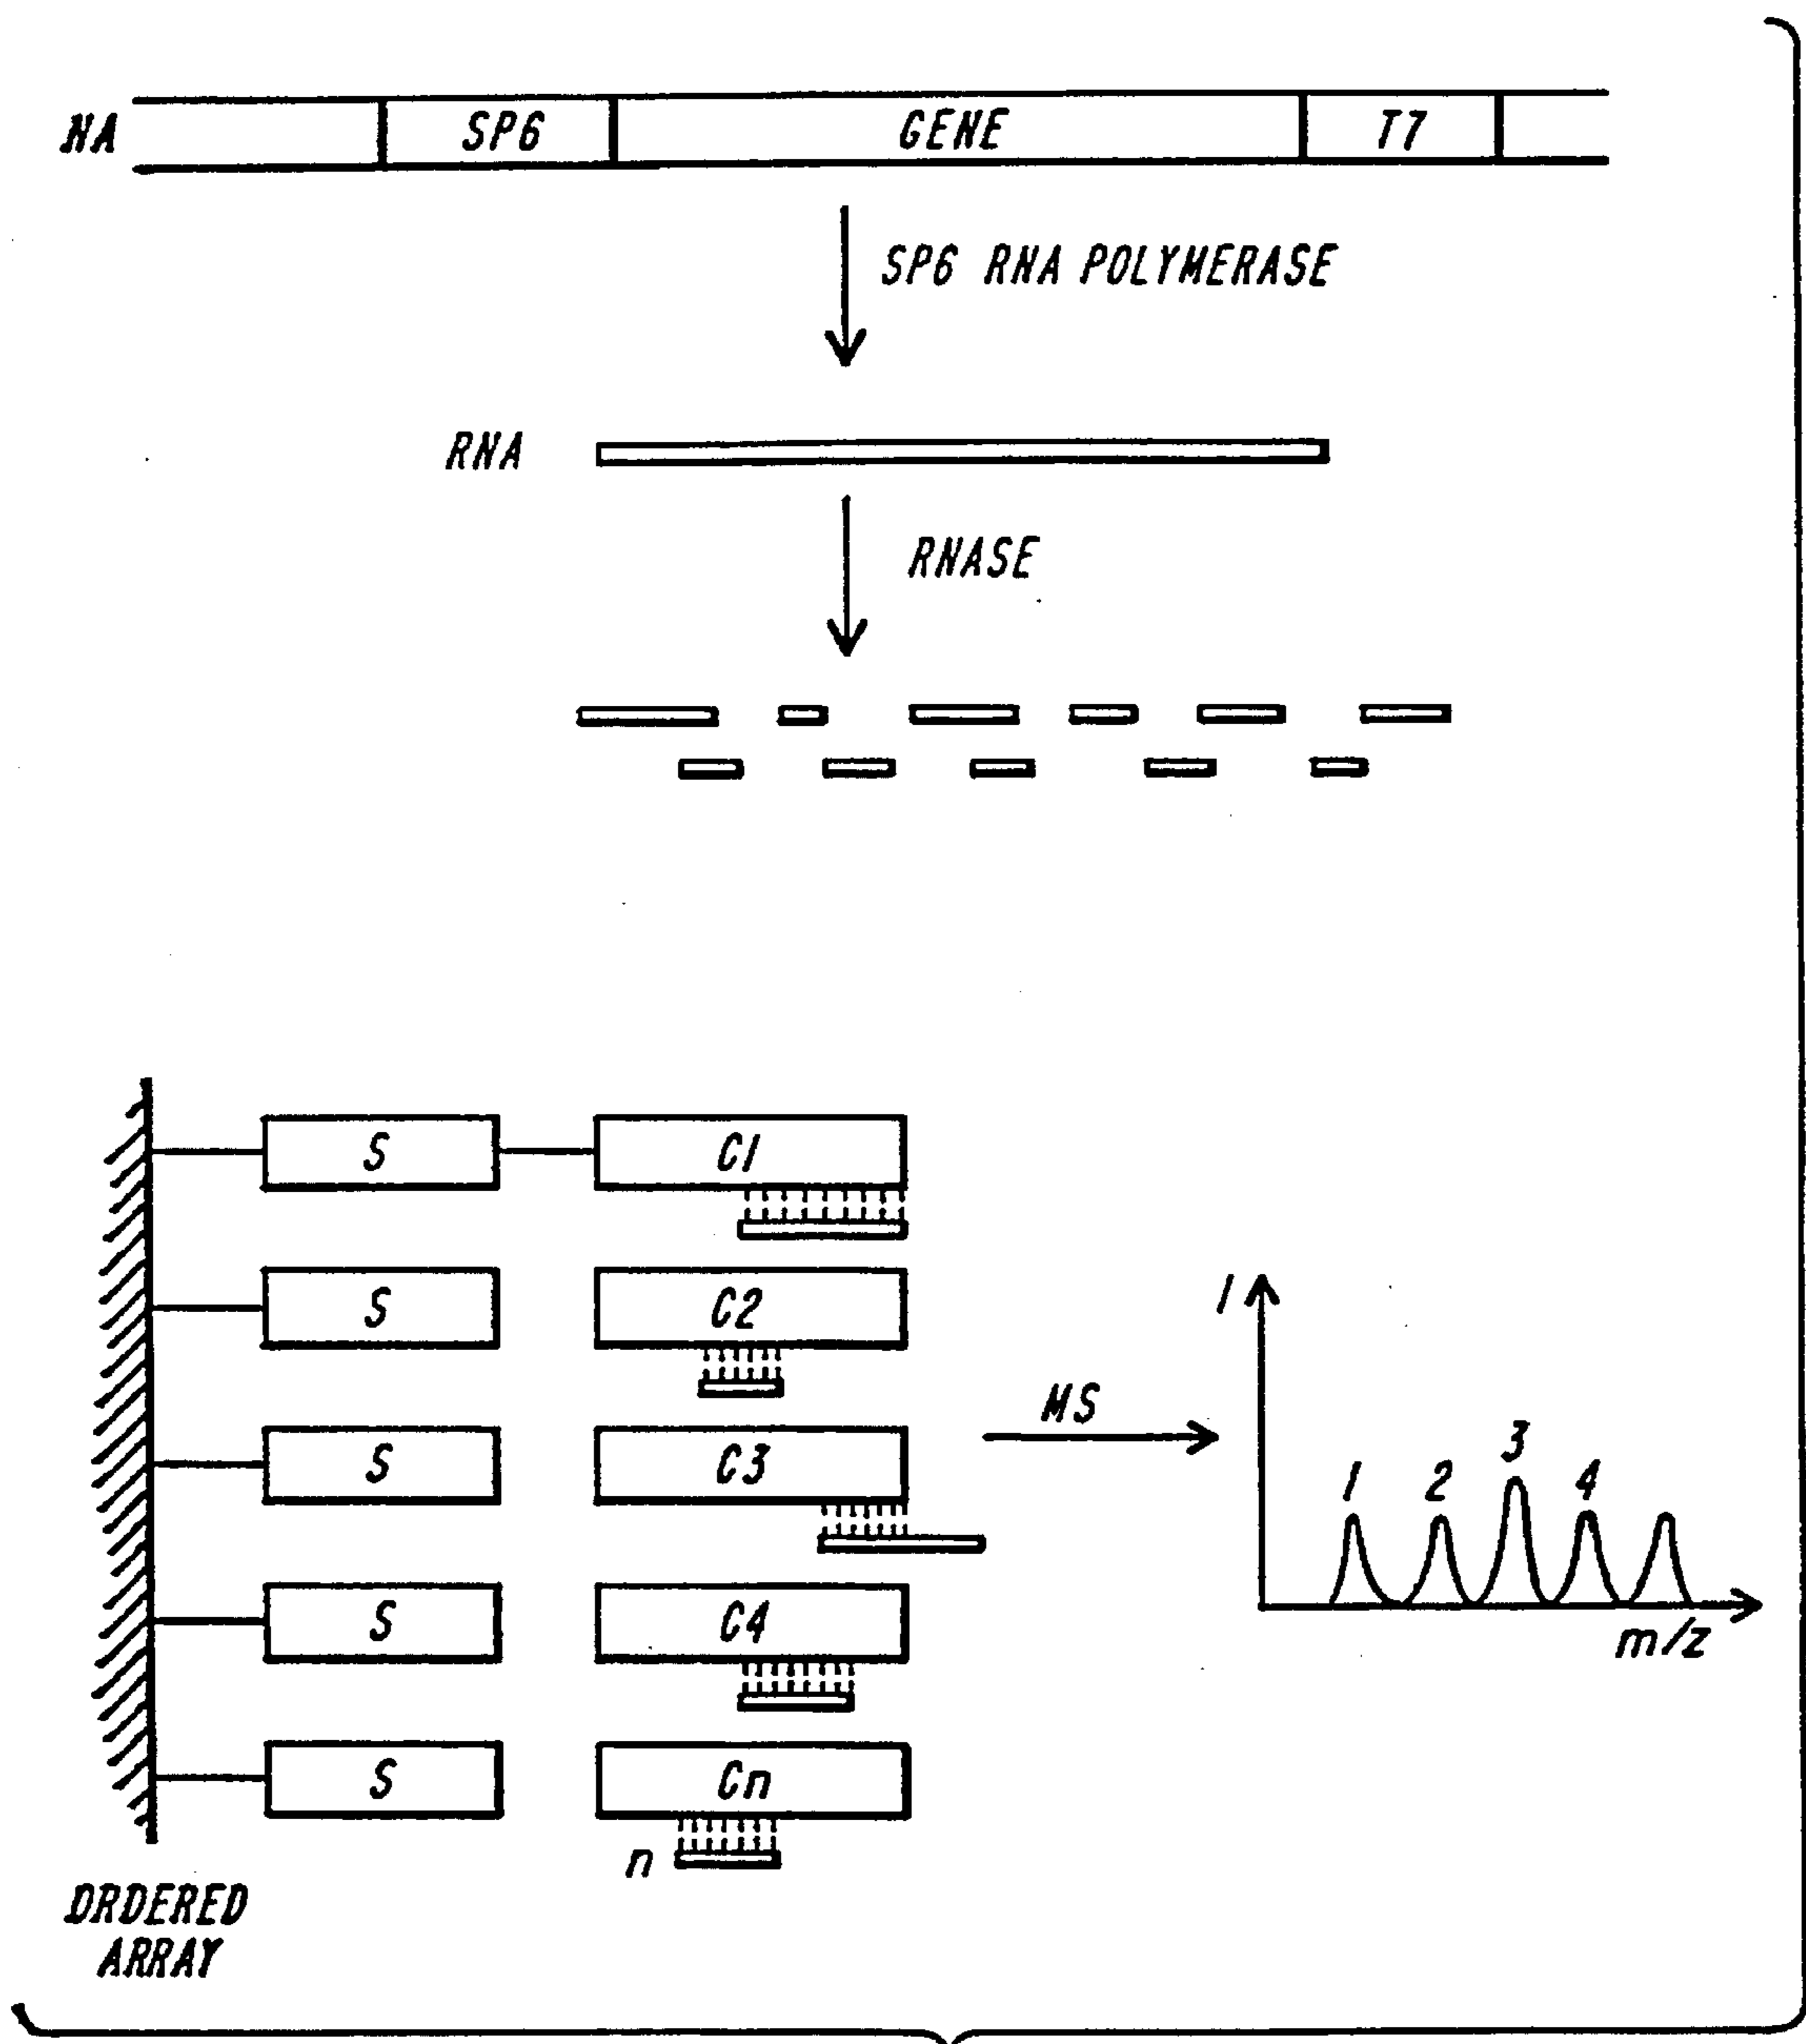 NA SP6 GENE T7
SP6 RNA POLYMERASE
RNA
RNASE
S C1
S C2
S C3
S C4
S Cn
n
ORDERED
ARRAY
MS
I
1 2 3 4
m/z